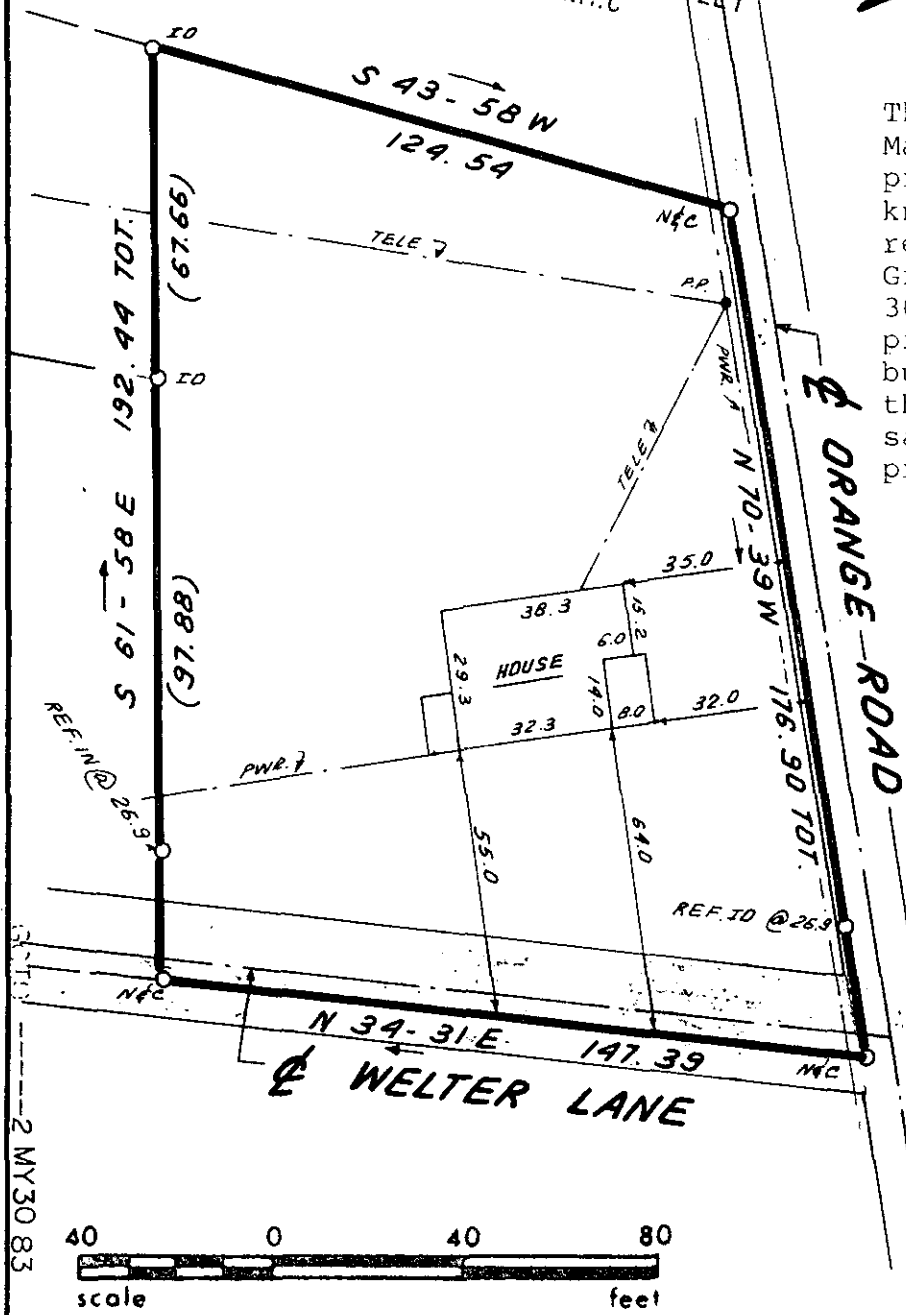 IO
S 43-58 W
124.54
N&C
TELE.
P.P.
S 61-58 E 192.44 TOT.
(67.66)
IO
(97.88)
PWR.
N 70-39 W 176.90 TOT.
℄ ORANGE ROAD
TELE
35.0
38.3
15.2
6.0
HOUSE
29.3
14.0
8.0
32.0
32.3
PWR.
REF. IN @ 26.9
55.0
64.0
REF. IO @ 26.9
N&C
N 34-31 E 147.39
N&C
℄ WELTER LANE
2 MY30 83
40 0 40 80
scale feet